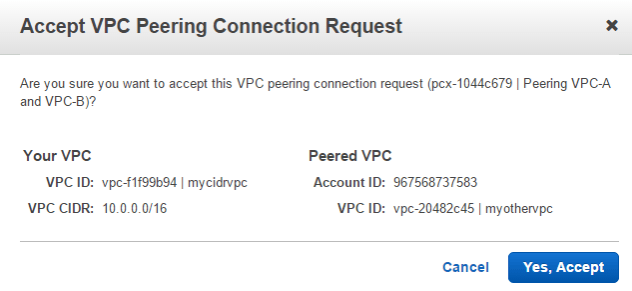 Accept VPC Peering Connection Request
Are you sure you want to accept this VPC peering connection request (pcx-1044c679 | Peering VPC-A
and VPC-B)?
Your VPC
Peered VPC
VPC ID: vpc-f1f99b94 | mycidrvpc
Account ID: 967568737583
VPC CIDR: 10.0.0.0/16
VPC ID: vpc-20482c45 | myothervpc
Cancel
Yes, Accept